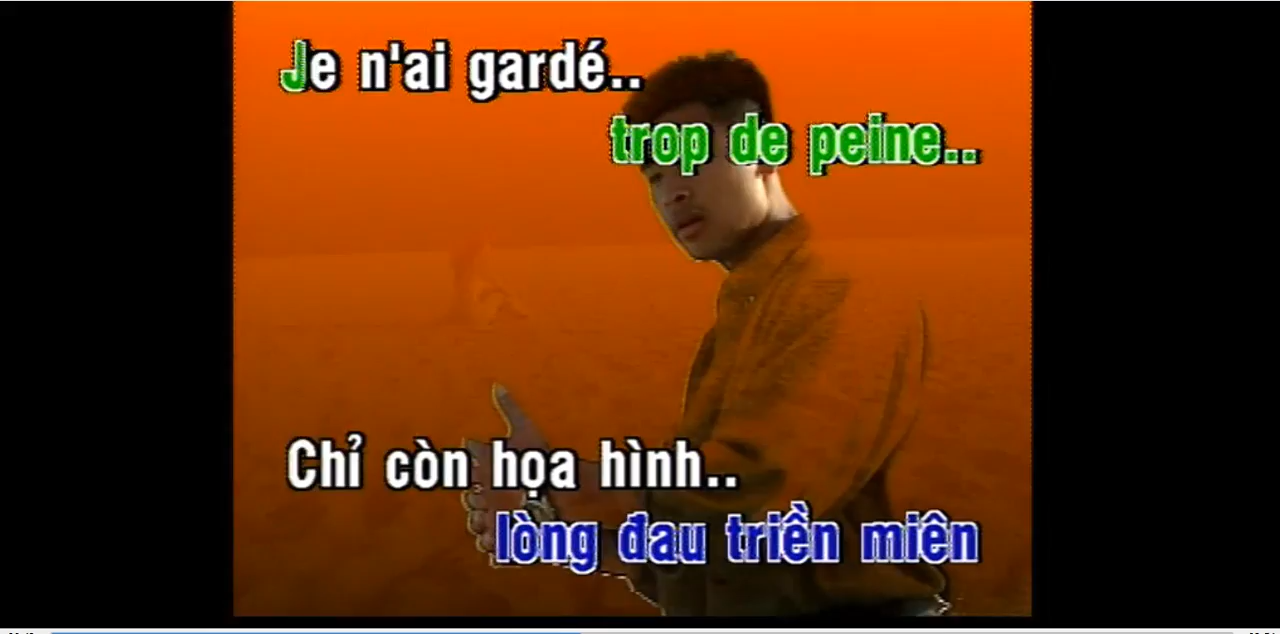 Je n'ai gardé..
trop de peine..
Chỉ còn họa hình..
lòng đau triền miên